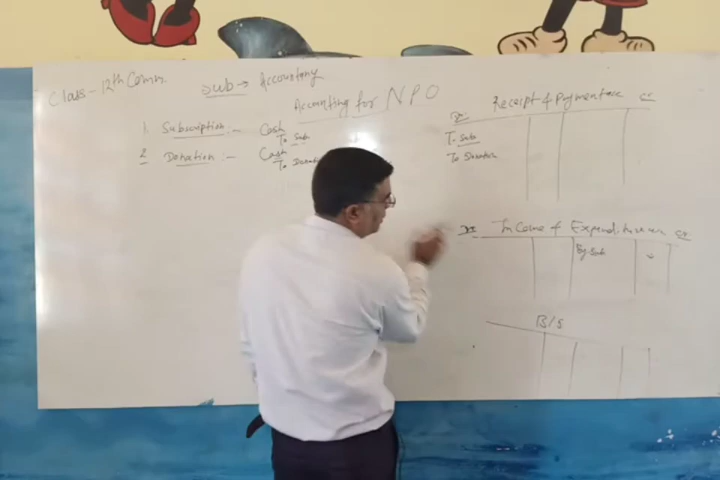 Class - 12th Comm.
Sub → Accountancy
Accounting for NPO
1. Subscription :- Cash
To Sub
2. Donation :- Cash
To Donation
Dr Receipt & Payment a/c Cr
To Sub
To Donation
Dr Income & Expenditure Cr
By Sub
B/S